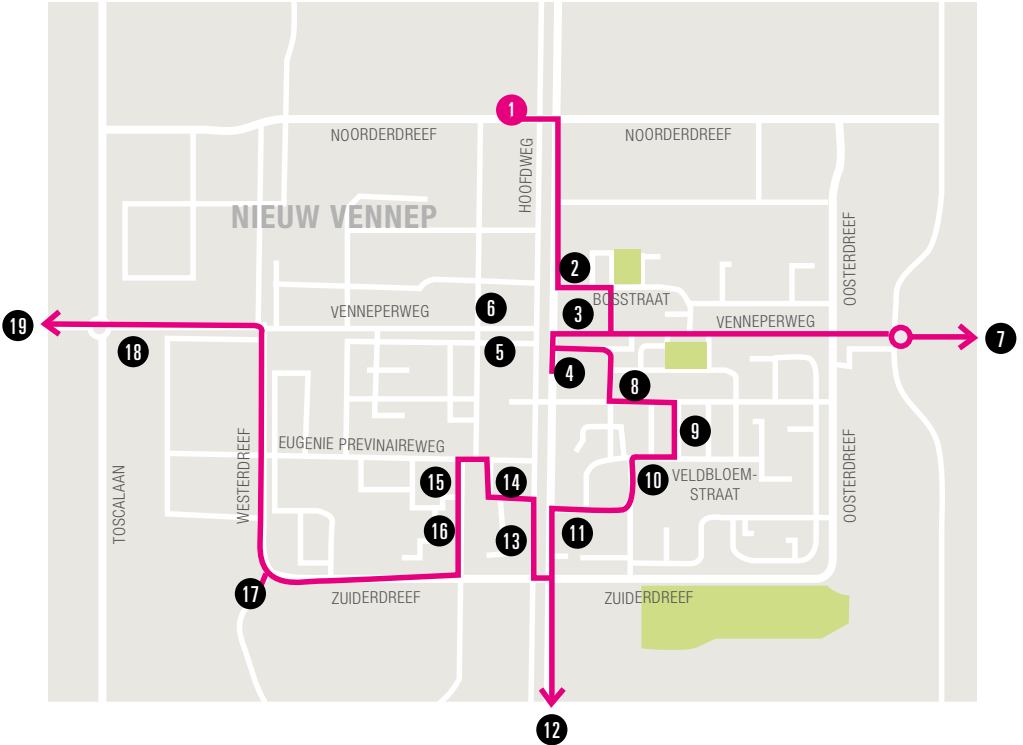 1
NOORDERDREEF
NOORDERDREEF
HOOFDWEG
NIEUW VENNEP
OOSTERDREEF
2
BOSSTRAAT
6
3
VENNEPERWEG
VENNEPERWEG
19
18
5
4
7
8
9
EUGENIE PREVINAIREWEG
WESTERDREEF
TOSCALAAN
15
14
10
VELDBLOEM-
STRAAT
OOSTERDREEF
16
13
11
17
ZUIDERDREEF
ZUIDERDREEF
12